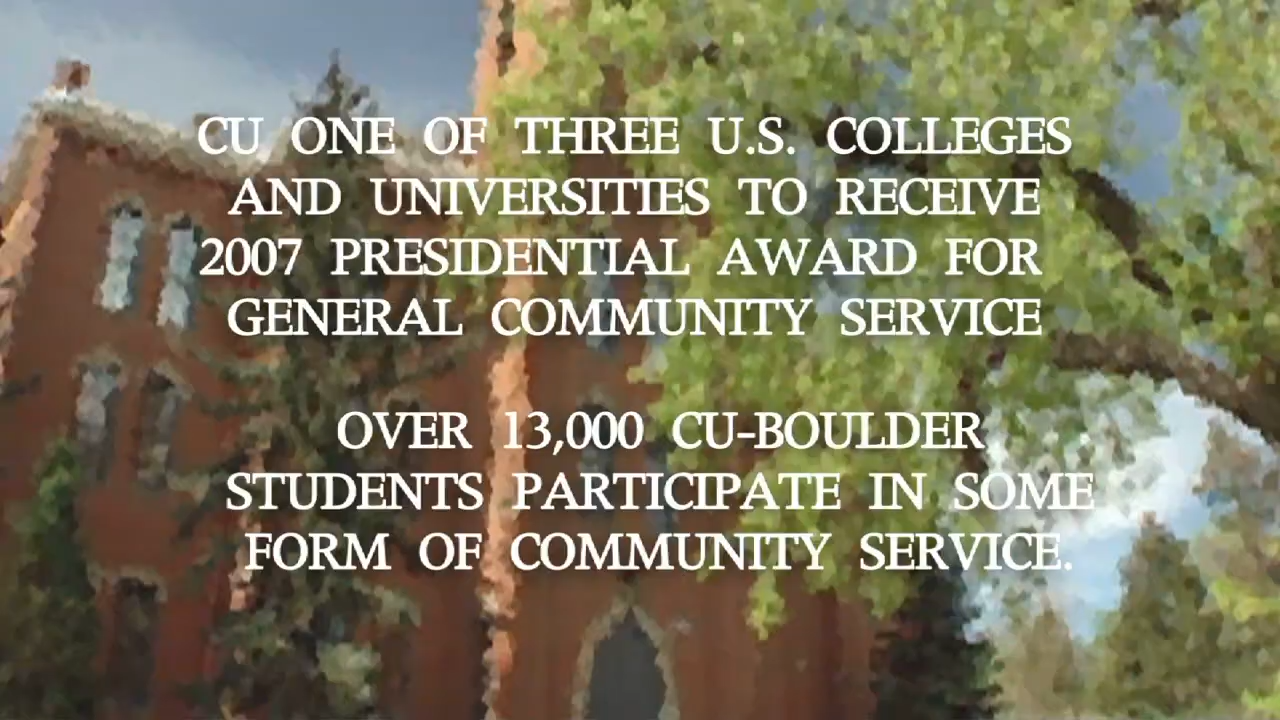 CU ONE OF THREE U.S. COLLEGES
AND UNIVERSITIES TO RECEIVE
2007 PRESIDENTIAL AWARD FOR
GENERAL COMMUNITY SERVICE
OVER 13,000 CU-BOULDER
STUDENTS PARTICIPATE IN SOME
FORM OF COMMUNITY SERVICE.